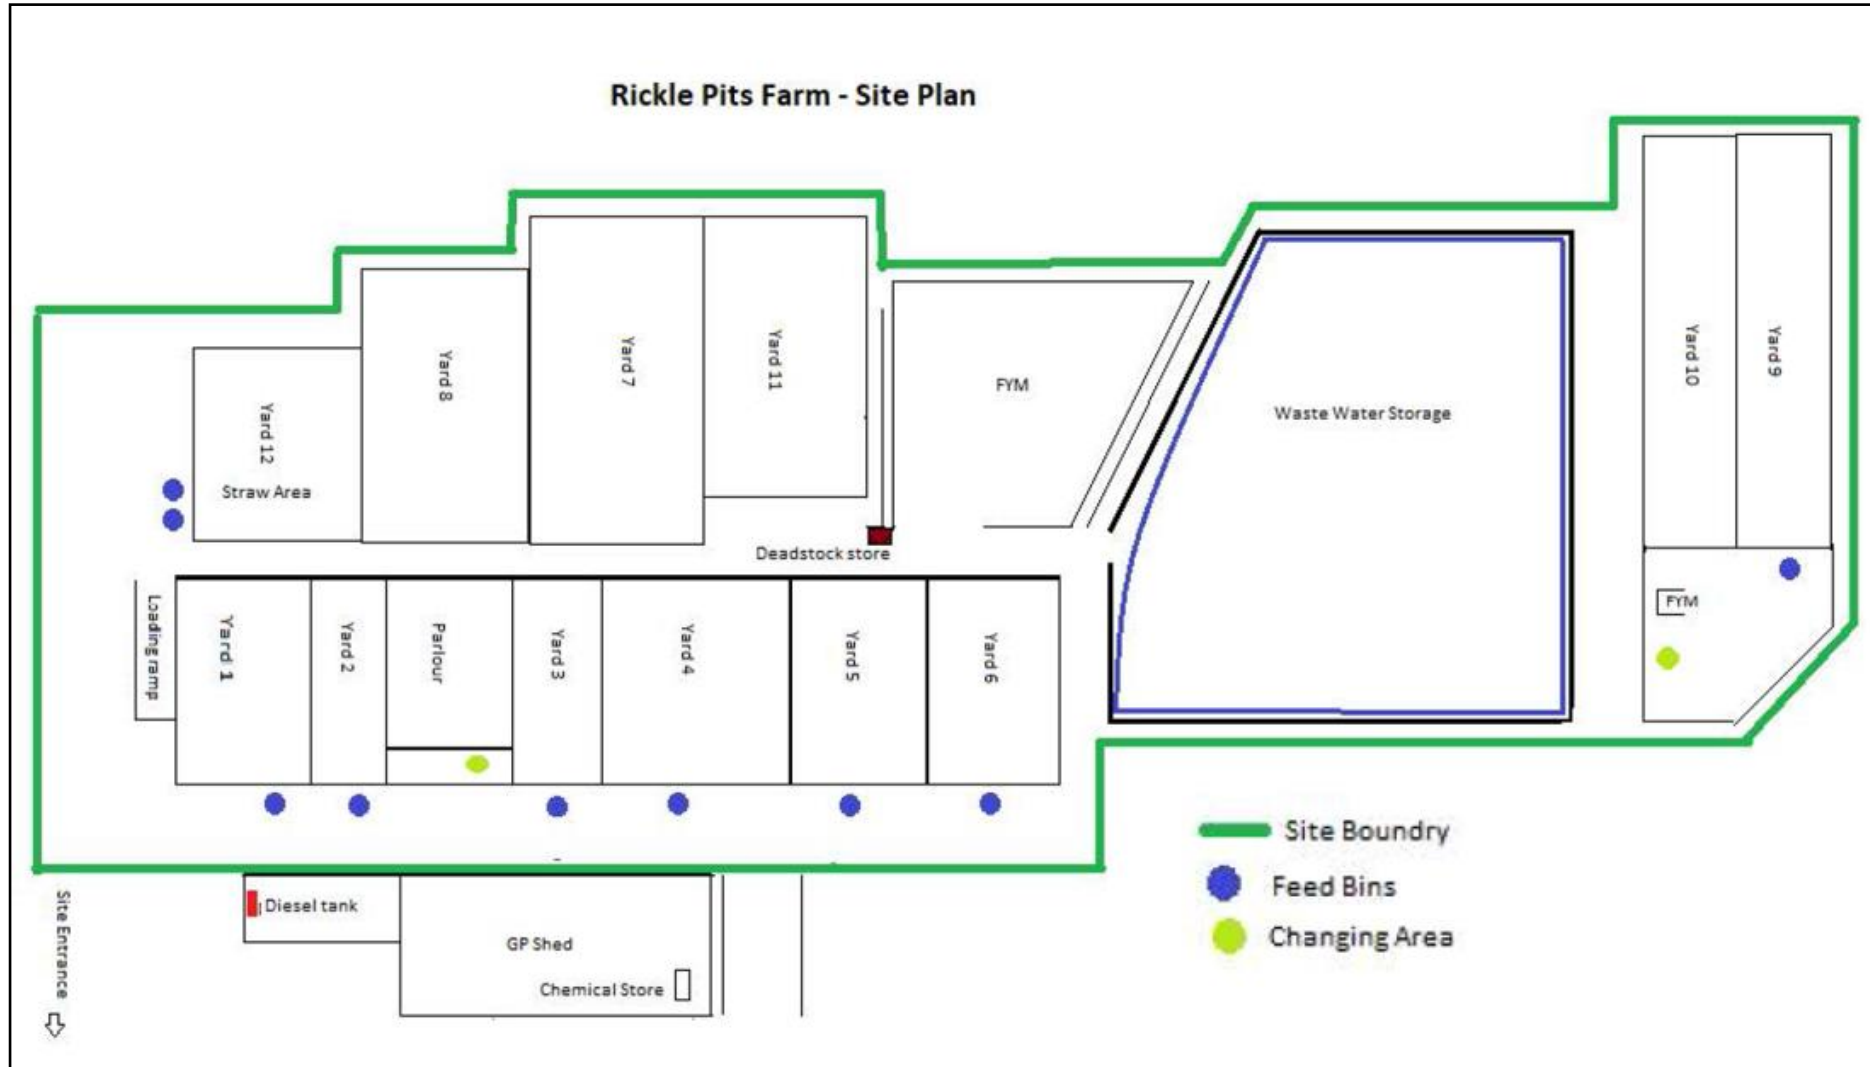 Rickle Pits Farm - Site Plan
Yard 12
Straw Area
Yard 8
Yard 7
Yard 11
FYM
Waste Water Storage
Yard 10
Yard 9
Deadstock store
Loading ramp
Yard 1
Yard 2
Parlour
Yard 3
Yard 4
Yard 5
Yard 6
FYM
Site Entrance
Diesel tank
GP Shed
Chemical Store
Site Boundry
Feed Bins
Changing Area